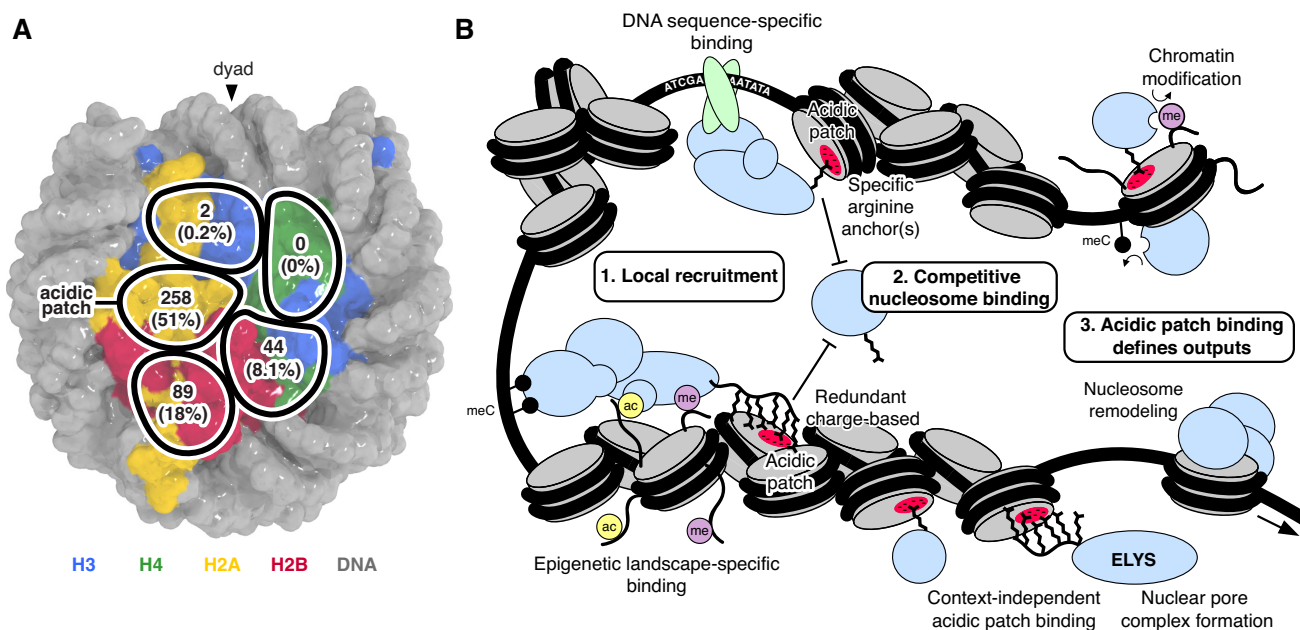 A
dyad
2
(0.2%)
0
(0%)
acidic
patch
258
(51%)
44
(8.1%)
89
(18%)
H3 H4 H2A H2B DNA
B
DNA sequence-specific
binding
ATCGA AATATA
Acidic
patch
Specific
arginine
anchor(s)
Chromatin
modification
me
meC
1. Local recruitment
2. Competitive
nucleosome binding
3. Acidic patch binding
defines outputs
meC
ac
me
Redundant
charge-based
Acidic
patch
Nucleosome
remodeling
ac
me
Epigenetic landscape-specific
binding
ELYS
Context-independent
acidic patch binding
Nuclear pore
complex formation